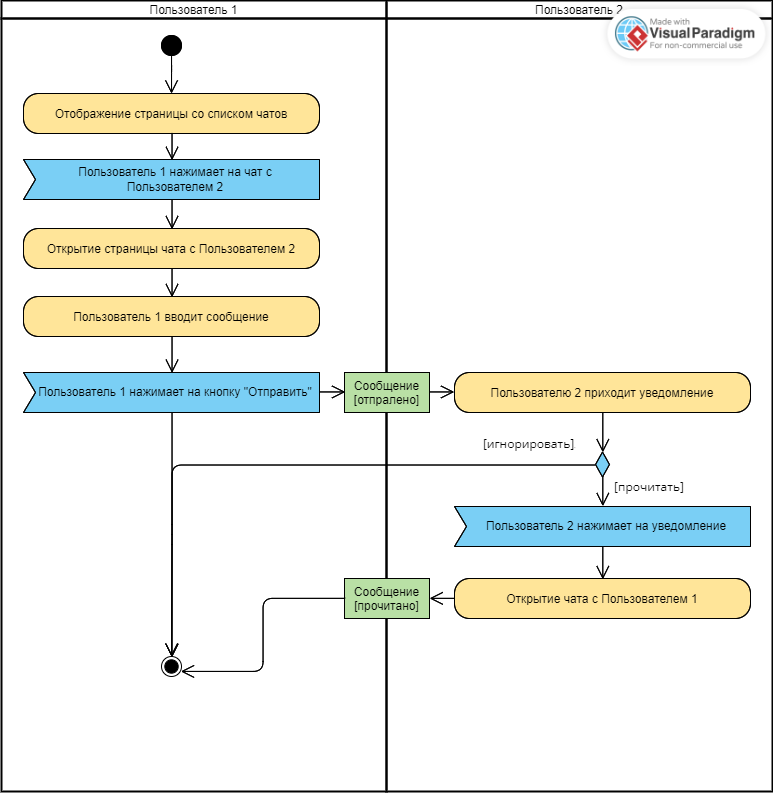 Пользователь 1
Пользователь 2
Made with
VisualParadigm
For non-commercial use
Отображение страницы со списком чатов
Пользователь 1 нажимает на чат с
Пользователем 2
Открытие страницы чата с Пользователем 2
Пользователь 1 вводит сообщение
Пользователь 1 нажимает на кнопку "Отправить"
Сообщение
[отпралено]
Пользователю 2 приходит уведомление
[игнорировать]
[прочитать]
Пользователь 2 нажимает на уведомление
Сообщение
[прочитано]
Открытие чата с Пользователем 1